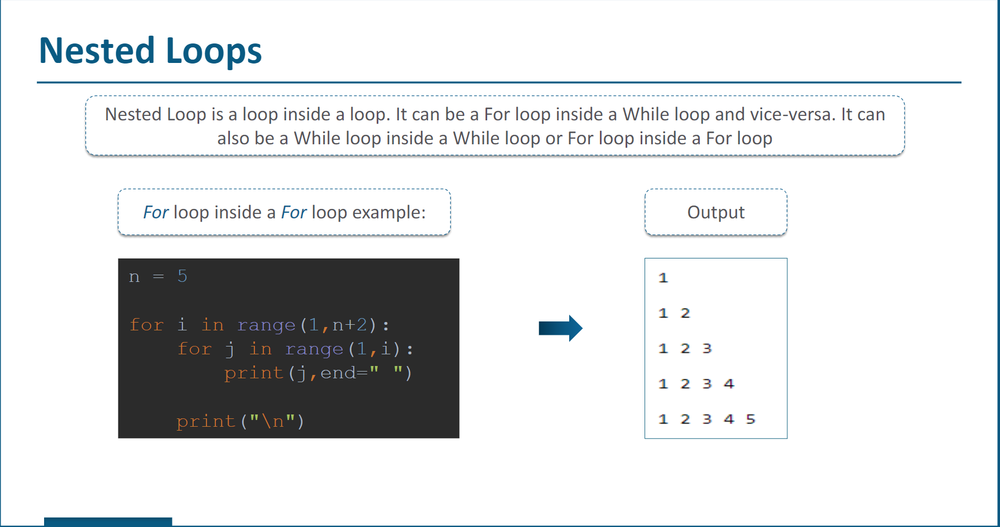 Nested Loops
Nested Loop is a loop inside a loop. It can be a For loop inside a While loop and vice-versa. It can
also be a While loop inside a While loop or For loop inside a For loop
For loop inside a For loop example:
Output
n = 5
for i in range(1,n+2):
    for j in range(1,i):
        print(j,end=" ")
    print("\n")
1
1 2
1 2 3
1 2 3 4
1 2 3 4 5